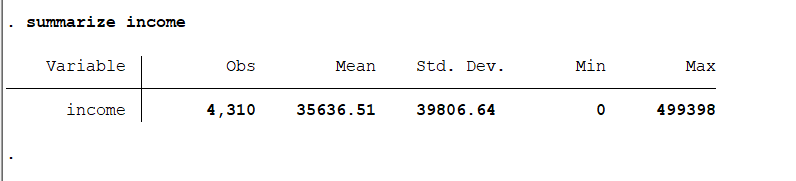 . summarize income
Variable Obs Mean Std. Dev. Min Max
income 4,310 35636.51 39806.64 0 499398
.